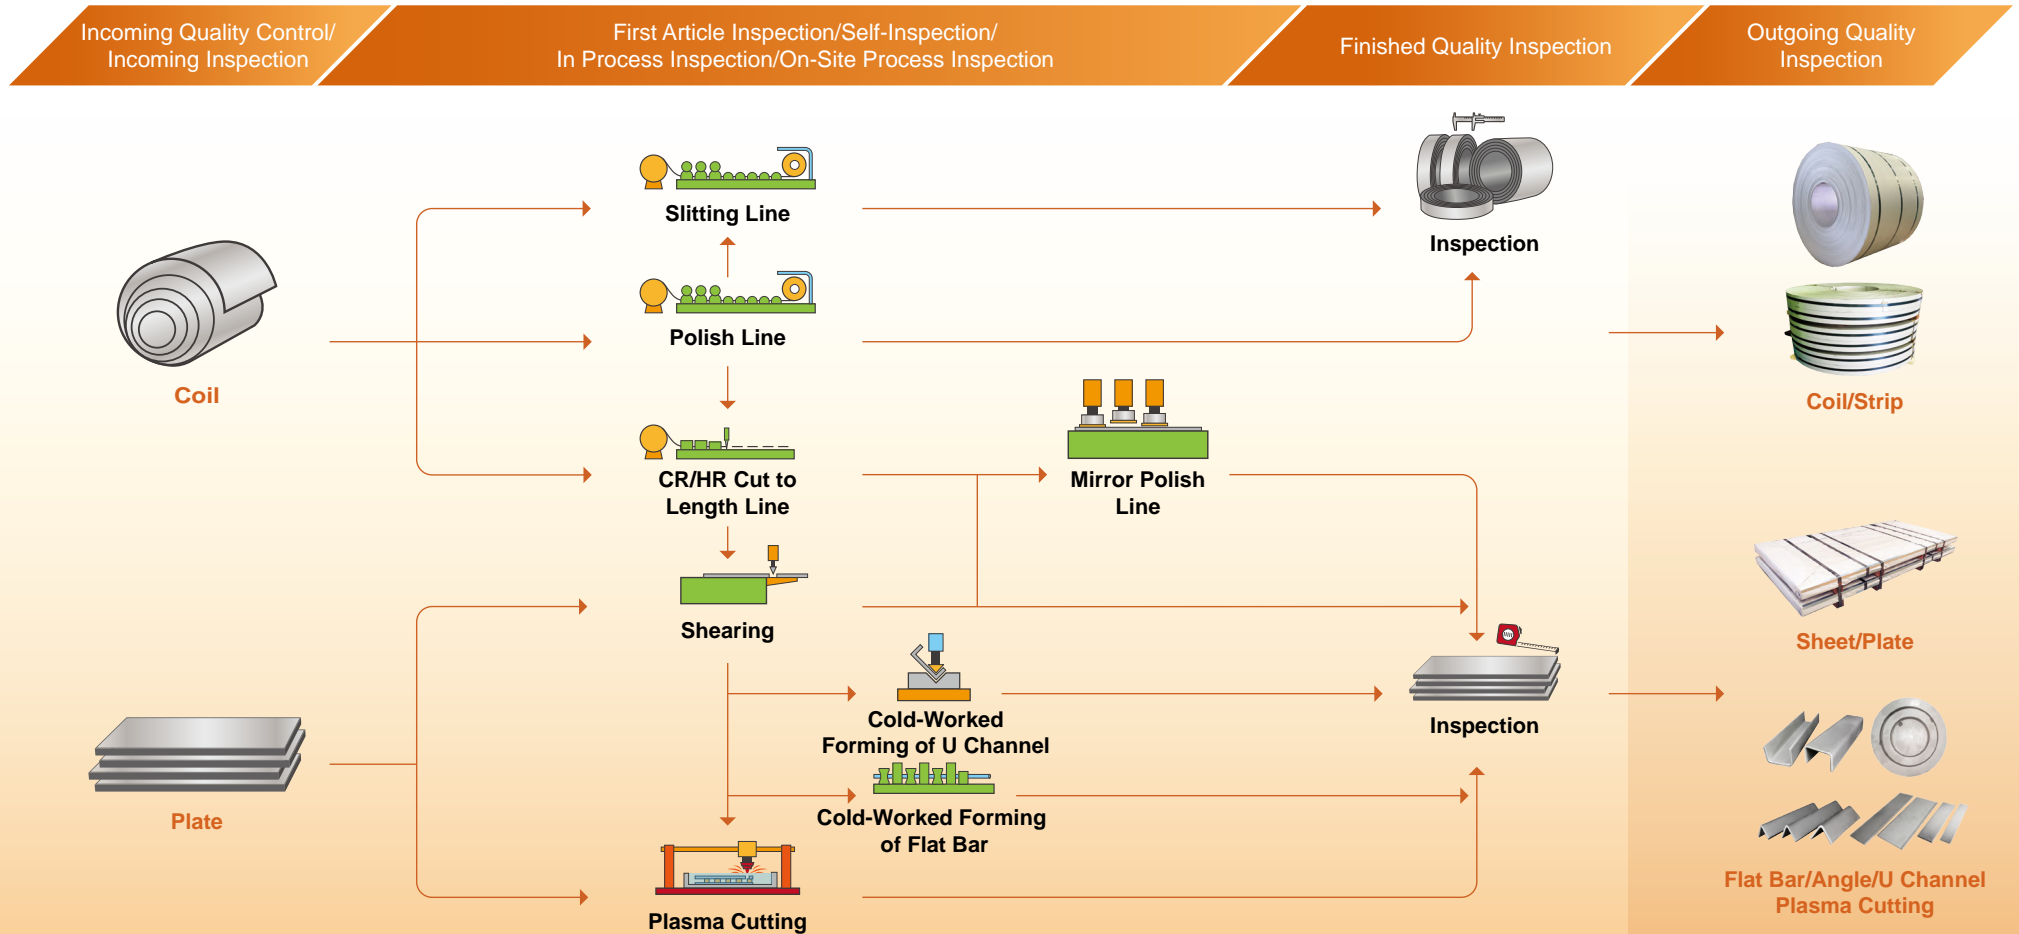 Incoming Quality Control/
Incoming Inspection
First Article Inspection/Self-Inspection/
In Process Inspection/On-Site Process Inspection
Finished Quality Inspection
Outgoing Quality
Inspection
Slitting Line
Inspection
Polish Line
Coil
Coil/Strip
CR/HR Cut to
Length Line
Mirror Polish
Line
Shearing
Sheet/Plate
Cold-Worked
Forming of U Channel
Inspection
Plate
Cold-Worked Forming
of Flat Bar
Flat Bar/Angle/U Channel
Plasma Cutting
Plasma Cutting